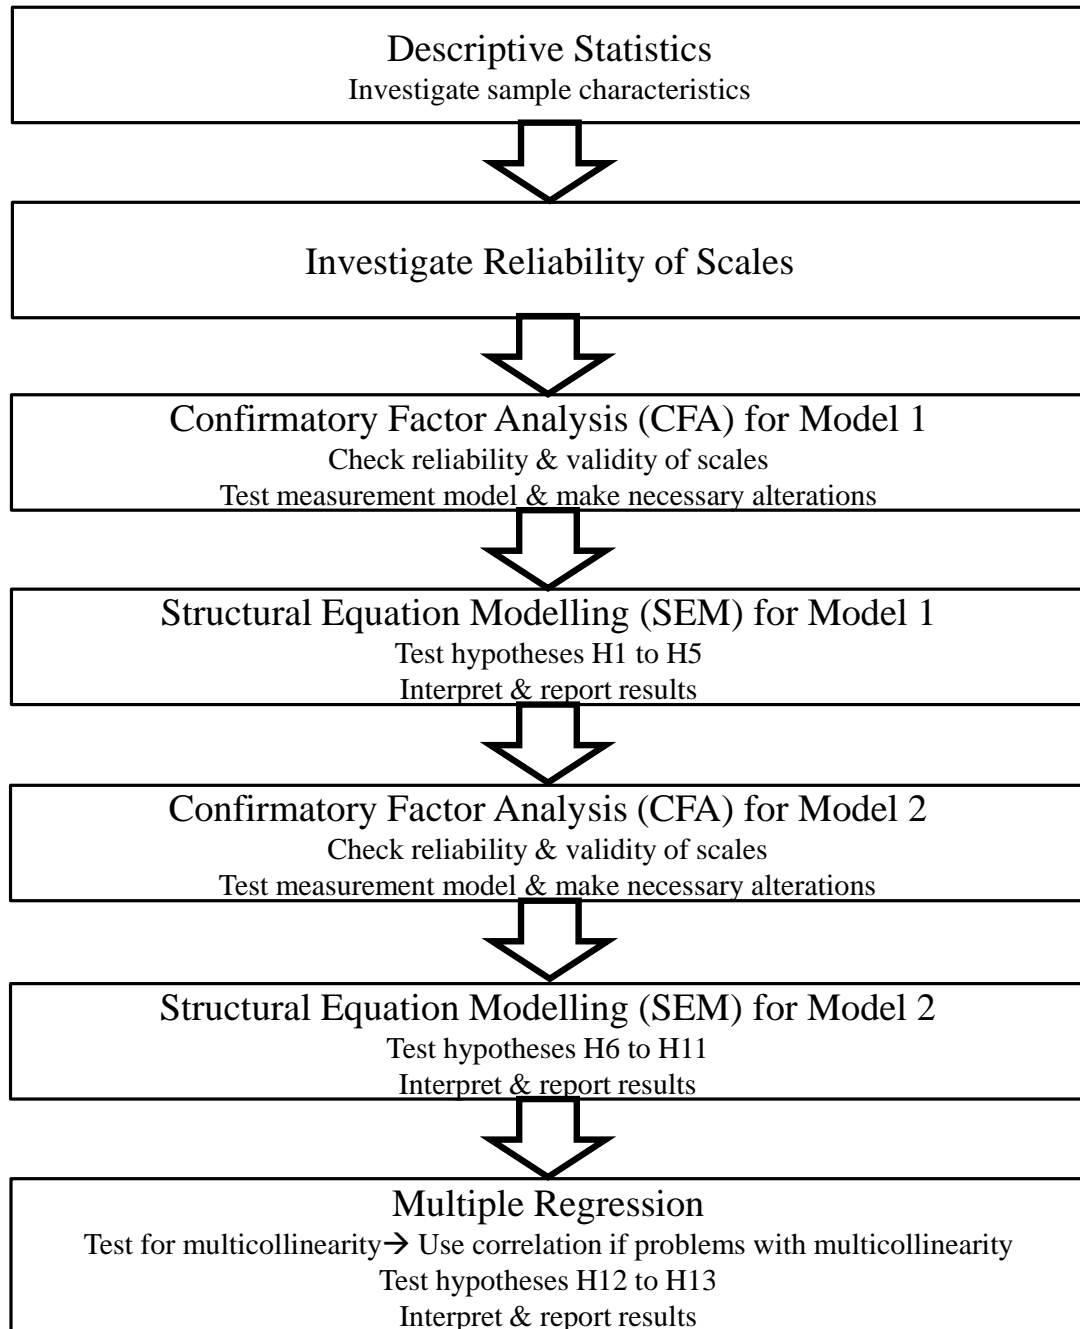 Descriptive Statistics
Investigate sample characteristics
Investigate Reliability of Scales
Confirmatory Factor Analysis (CFA) for Model 1
Check reliability & validity of scales
Test measurement model & make necessary alterations
Structural Equation Modelling (SEM) for Model 1
Test hypotheses H1 to H5
Interpret & report results
Confirmatory Factor Analysis (CFA) for Model 2
Check reliability & validity of scales
Test measurement model & make necessary alterations
Structural Equation Modelling (SEM) for Model 2
Test hypotheses H6 to H11
Interpret & report results
Multiple Regression
Test for multicollinearity→ Use correlation if problems with multicollinearity
Test hypotheses H12 to H13
Interpret & report results